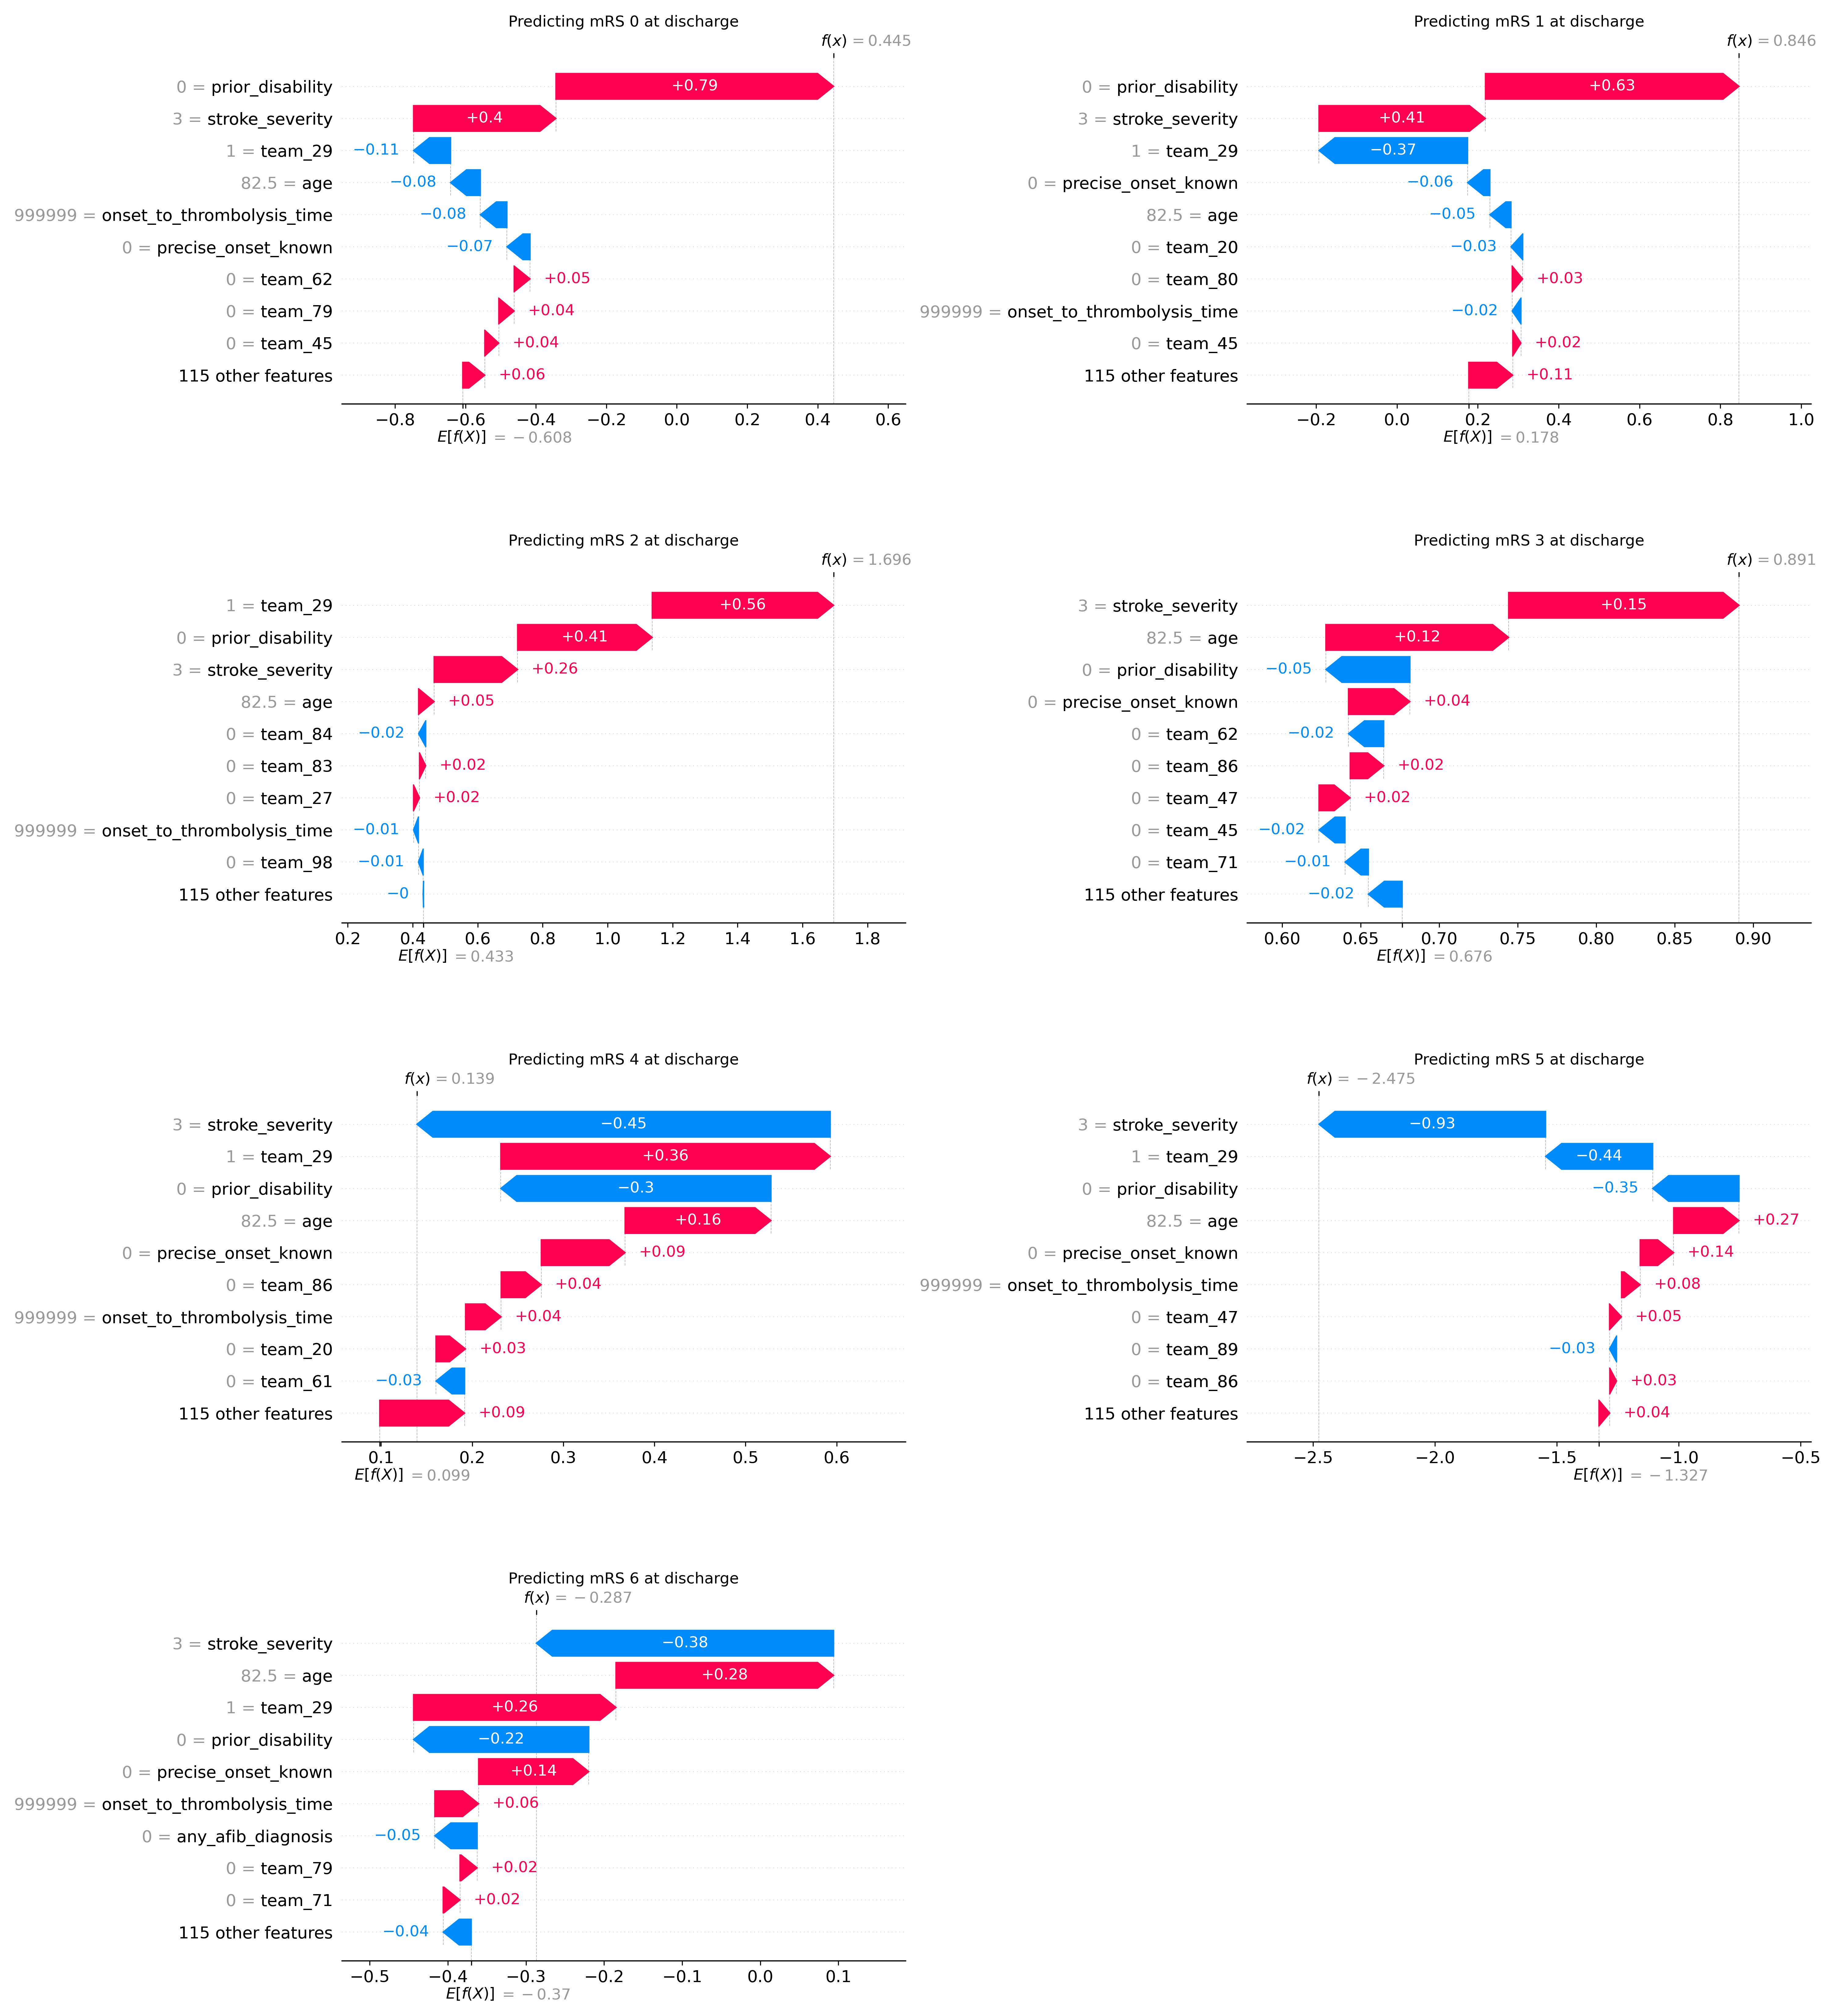 Predicting mRS 0 at discharge
f(x) = 0.445
0 = prior_disability
+0.79
3 = stroke_severity
+0.4
1 = team_29
−0.11
82.5 = age
−0.08
999999 = onset_to_thrombolysis_time
−0.08
0 = precise_onset_known
−0.07
0 = team_62
+0.05
0 = team_79
+0.04
0 = team_45
+0.04
115 other features
+0.06
−0.8 −0.6 −0.4 −0.2 0.0 0.2 0.4 0.6
E[f(X)] = −0.608
Predicting mRS 1 at discharge
f(x) = 0.846
0 = prior_disability
+0.63
3 = stroke_severity
+0.41
1 = team_29
−0.37
0 = precise_onset_known
−0.06
82.5 = age
−0.05
0 = team_20
−0.03
0 = team_80
+0.03
999999 = onset_to_thrombolysis_time
−0.02
0 = team_45
+0.02
115 other features
+0.11
−0.2 0.0 0.2 0.4 0.6 0.8 1.0
E[f(X)] = 0.178
Predicting mRS 2 at discharge
f(x) = 1.696
1 = team_29
+0.56
0 = prior_disability
+0.41
3 = stroke_severity
+0.26
82.5 = age
+0.05
0 = team_84
−0.02
0 = team_83
+0.02
0 = team_27
+0.02
999999 = onset_to_thrombolysis_time
−0.01
0 = team_98
−0.01
115 other features
−0
0.2 0.4 0.6 0.8 1.0 1.2 1.4 1.6 1.8
E[f(X)] = 0.433
Predicting mRS 3 at discharge
f(x) = 0.891
3 = stroke_severity
+0.15
82.5 = age
+0.12
0 = prior_disability
−0.05
0 = precise_onset_known
+0.04
0 = team_62
−0.02
0 = team_86
+0.02
0 = team_47
+0.02
0 = team_45
−0.02
0 = team_71
−0.01
115 other features
−0.02
0.60 0.65 0.70 0.75 0.80 0.85 0.90
E[f(X)] = 0.676
Predicting mRS 4 at discharge
f(x) = 0.139
3 = stroke_severity
−0.45
1 = team_29
+0.36
0 = prior_disability
−0.3
82.5 = age
+0.16
0 = precise_onset_known
+0.09
0 = team_86
+0.04
999999 = onset_to_thrombolysis_time
+0.04
0 = team_20
+0.03
0 = team_61
−0.03
115 other features
+0.09
0.1 0.2 0.3 0.4 0.5 0.6
E[f(X)] = 0.099
Predicting mRS 5 at discharge
f(x) = −2.475
3 = stroke_severity
−0.93
1 = team_29
−0.44
0 = prior_disability
−0.35
82.5 = age
+0.27
0 = precise_onset_known
+0.14
999999 = onset_to_thrombolysis_time
+0.08
0 = team_47
+0.05
0 = team_89
−0.03
0 = team_86
+0.03
115 other features
+0.04
−2.5 −2.0 −1.5 −1.0 −0.5
E[f(X)] = −1.327
Predicting mRS 6 at discharge
f(x) = −0.287
3 = stroke_severity
−0.38
82.5 = age
+0.28
1 = team_29
+0.26
0 = prior_disability
−0.22
0 = precise_onset_known
+0.14
999999 = onset_to_thrombolysis_time
+0.06
0 = any_afib_diagnosis
−0.05
0 = team_79
+0.02
0 = team_71
+0.02
115 other features
−0.04
−0.5 −0.4 −0.3 −0.2 −0.1 0.0 0.1
E[f(X)] = −0.37